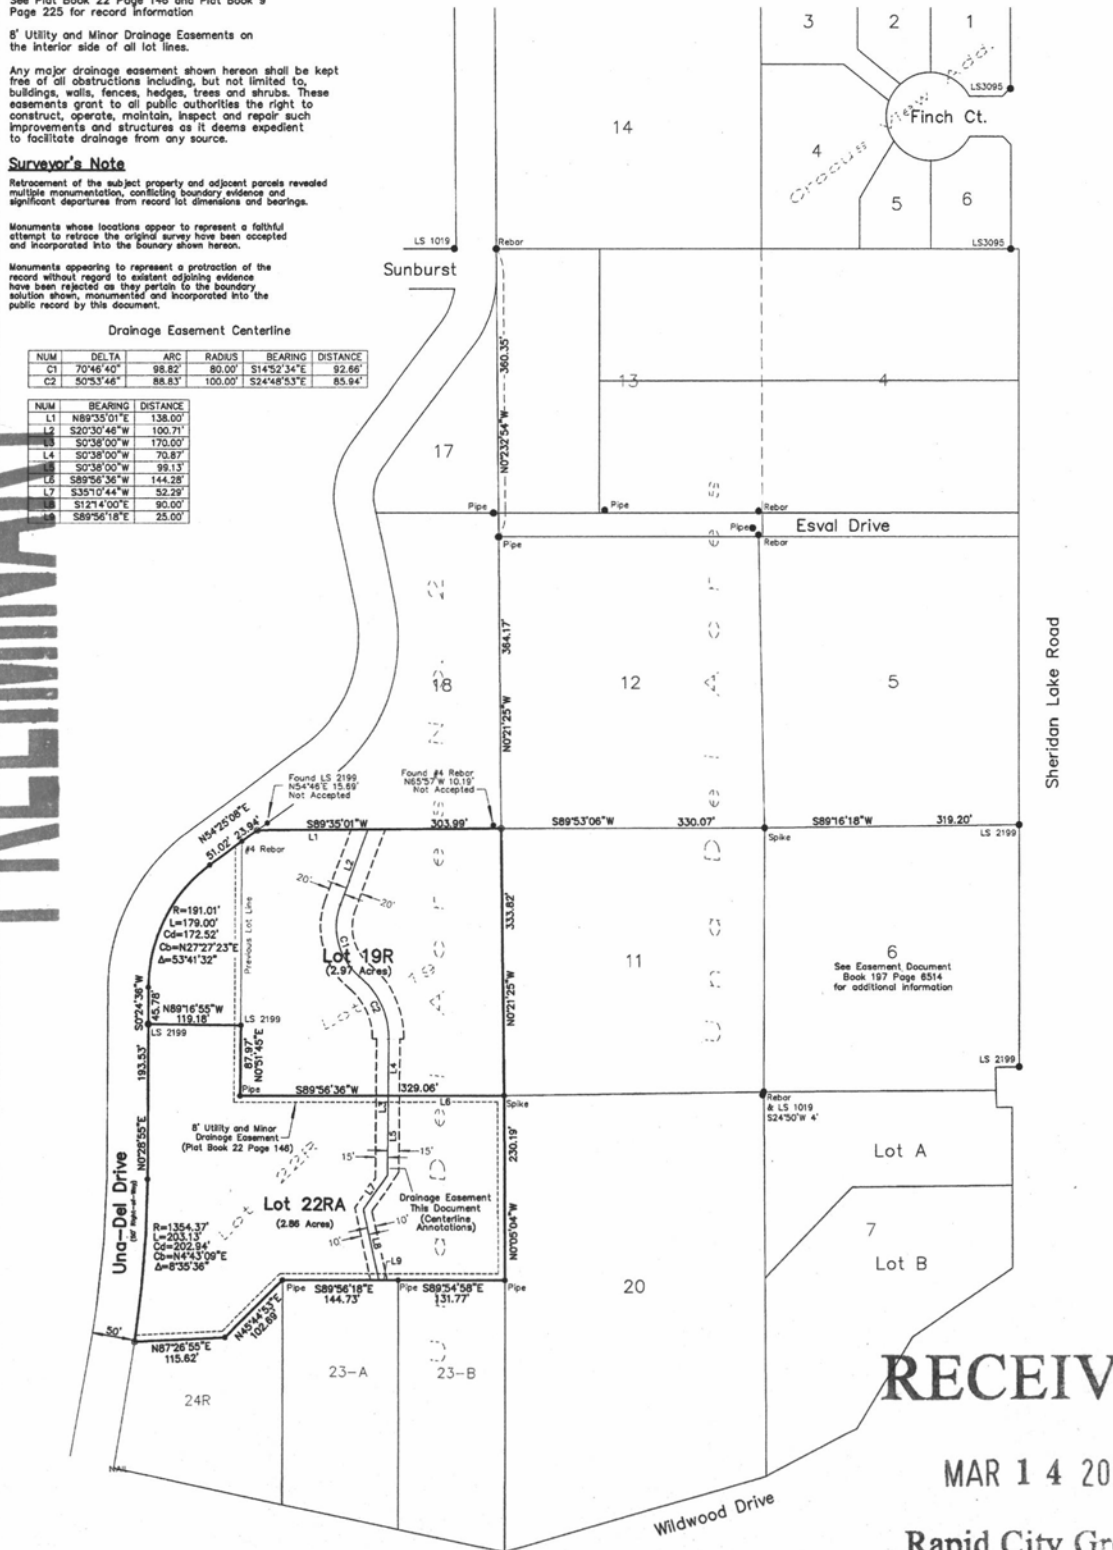 See Plat Book 22 Page 146 and Plat Book 9
Page 225 for record information
8' Utility and Minor Drainage Easements on
the interior side of all lot lines.
Any major drainage easement shown hereon shall be kept
free of all obstructions including, but not limited to,
buildings, walls, fences, hedges, trees and shrubs. These
easements grant to all public authorities the right to
construct, operate, maintain, inspect and repair such
improvements and structures as it deems expedient
to facilitate drainage from any source.
Surveyor's Note
Retracement of the subject property and adjacent parcels revealed
multiple monumentation, conflicting boundary evidence and
significant departures from record lot dimensions and bearings.
Monuments whose locations appear to represent a faithful
attempt to retrace the original survey have been accepted
and incorporated into the bounary shown hereon.
Monuments appearing to represent a protraction of the
record without regard to existent adjoining evidence
have been rejected as they pertain to the boundary
solution shown, monumented and incorporated into the
public record by this document.
Drainage Easement Centerline
NUM DELTA ARC RADIUS BEARING DISTANCE
C1 70°46'40" 98.82' 80.00' S14°52'34"E 92.66'
C2 50°53'46" 88.83' 100.00' S24°48'53"E 85.94'
NUM BEARING DISTANCE
L1 N89°35'01"E 138.00'
L2 S20°30'46"W 100.71'
L3 S0°38'00"W 170.00'
L4 S0°38'00"W 70.87'
L5 S0°38'00"W 99.13'
L6 S89°56'36"W 144.28'
L7 S35°10'44"W 52.29'
L8 S12°14'00"E 90.00'
L9 S89°56'18"E 25.00'
3 2 1
LS3095
Finch Ct.
14
4
View Add.
5 6
LS 1019
Rebar
LS3095
Sunburst
360.35'
N0°232'54"W
13
4
17
Pipe
Pipe
Rebar
Pipe
Esval Drive
Pipe
Rebar
Sheridan Lake Road
364.17'
N0°21'25"W
18
12
5
Found LS 2199
N54°46'E 15.69'
Not Accepted
Found #4 Rebar
N65°57'W 10.19'
Not Accepted
N54°25'08"E
23.94'
51.02'
S89°35'01"W 303.99'
L1
S89°53'06"W 330.07'
S89°16'18"W 319.20'
Spike
LS 2199
#4 Rebar
L2
20'
20'
Previous Lot Line
R=191.01'
L=179.00'
Cd=172.52'
Cb=N27°27'23"E
Δ=53°41'32"
333.82'
N0°21'25"W
C1
Lot 19R
(2.97 Acres)
Lot 19
C2
11
6
See Easement Document
Book 197 Page 6514
for additional information
S0°24'36"W
45.78'
N89°16'55"W
119.18'
LS 2199
LS 2199
87.97'
N0°51'45"E
193.53'
N0°28'55"E
L4
LS 2199
Pipe
S89°56'36"W 329.06'
L3
L6
Spike
Rebar
& LS 1019
S24°50'W 4'
8' Utility and Minor
Drainage Easement
(Plat Book 22 Page 146)
L5
15'
15'
230.19'
N0°05'04"W
Lot A
Lot 22R
L7
Una-Del Drive
Lot 22RA
(2.86 Acres)
Drainage Easement
This Document
(Centerline
Annotations)
10'
10'
L8
L9
R=1354.37'
L=203.13'
Cd=202.94'
Cb=N4°43'09"E
Δ=8°35'36"
7
Lot B
Una Del Acres
Pipe
S89°56'18"E
144.73'
Pipe
S89°54'58"E
131.77'
Pipe
20
N45°44'53"E
102.69'
50'
N87°26'55"E
115.62'
24R
23-A
23-B
NAIL
Wildwood Drive
RECEIV
MAR 14 20
Rapid City Gr